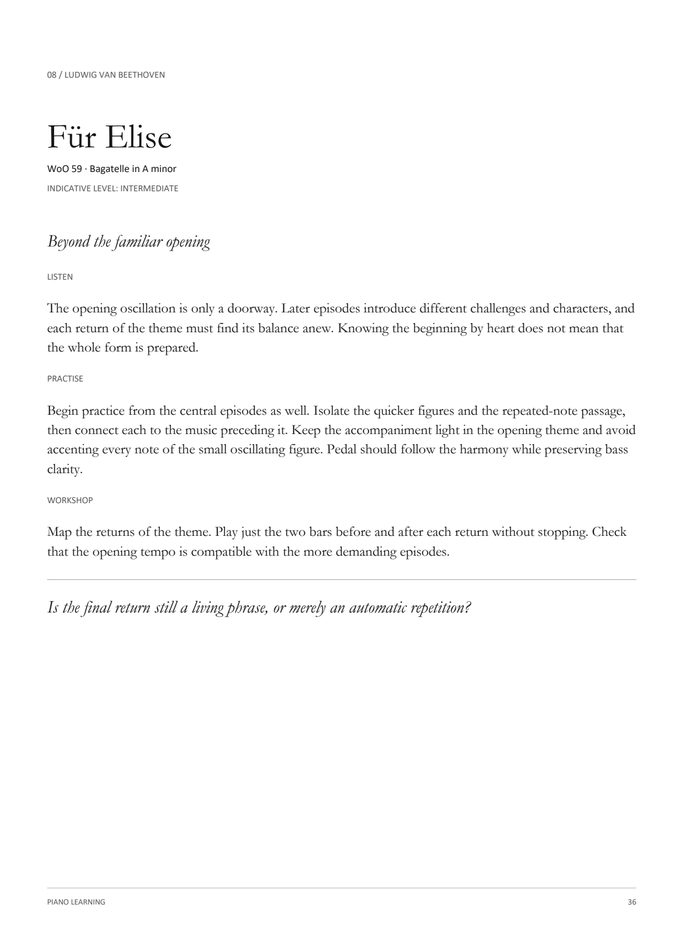 08 / LUDWIG VAN BEETHOVEN
Für Elise
WoO 59 · Bagatelle in A minor
INDICATIVE LEVEL: INTERMEDIATE
Beyond the familiar opening
LISTEN
The opening oscillation is only a doorway. Later episodes introduce different challenges and characters, and
each return of the theme must find its balance anew. Knowing the beginning by heart does not mean that
the whole form is prepared.
PRACTISE
Begin practice from the central episodes as well. Isolate the quicker figures and the repeated-note passage,
then connect each to the music preceding it. Keep the accompaniment light in the opening theme and avoid
accenting every note of the small oscillating figure. Pedal should follow the harmony while preserving bass
clarity.
WORKSHOP
Map the returns of the theme. Play just the two bars before and after each return without stopping. Check
that the opening tempo is compatible with the more demanding episodes.
Is the final return still a living phrase, or merely an automatic repetition?
PIANO LEARNING
36